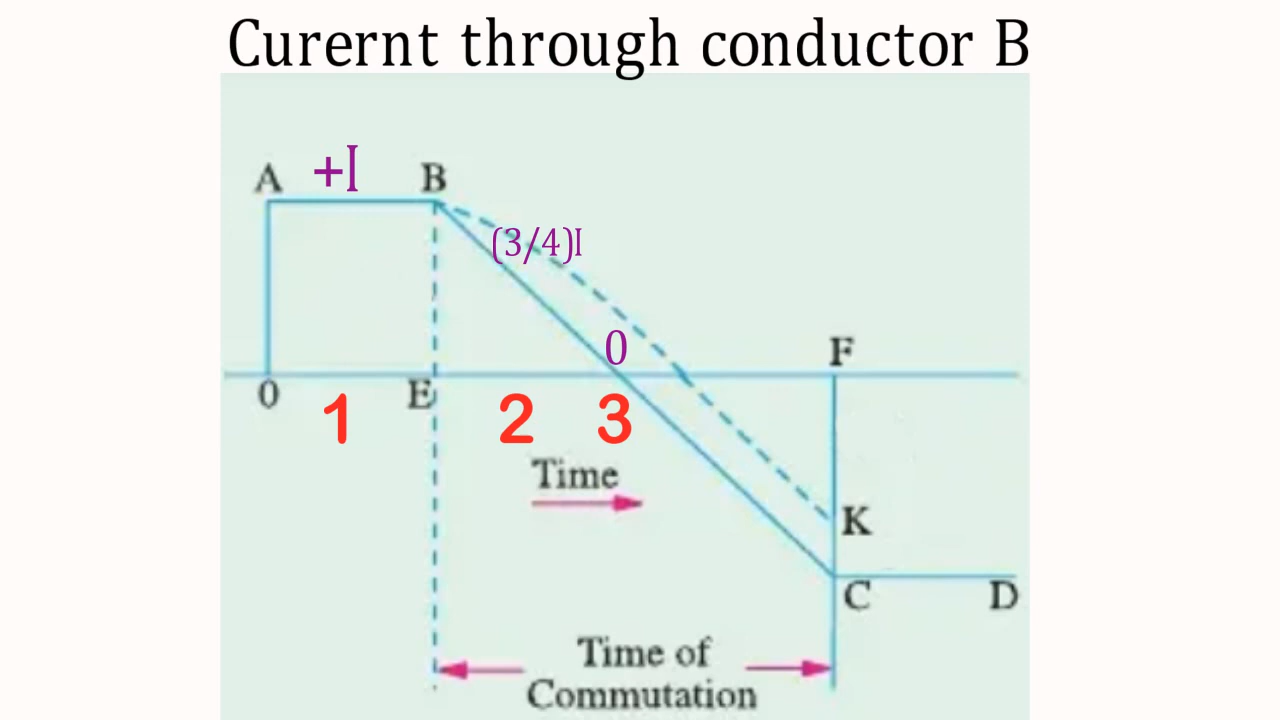 Curernt through conductor B
A +I B
(3/4)I
0
F
0 E
1 2 3
Time
K
C D
Time of
Commutation